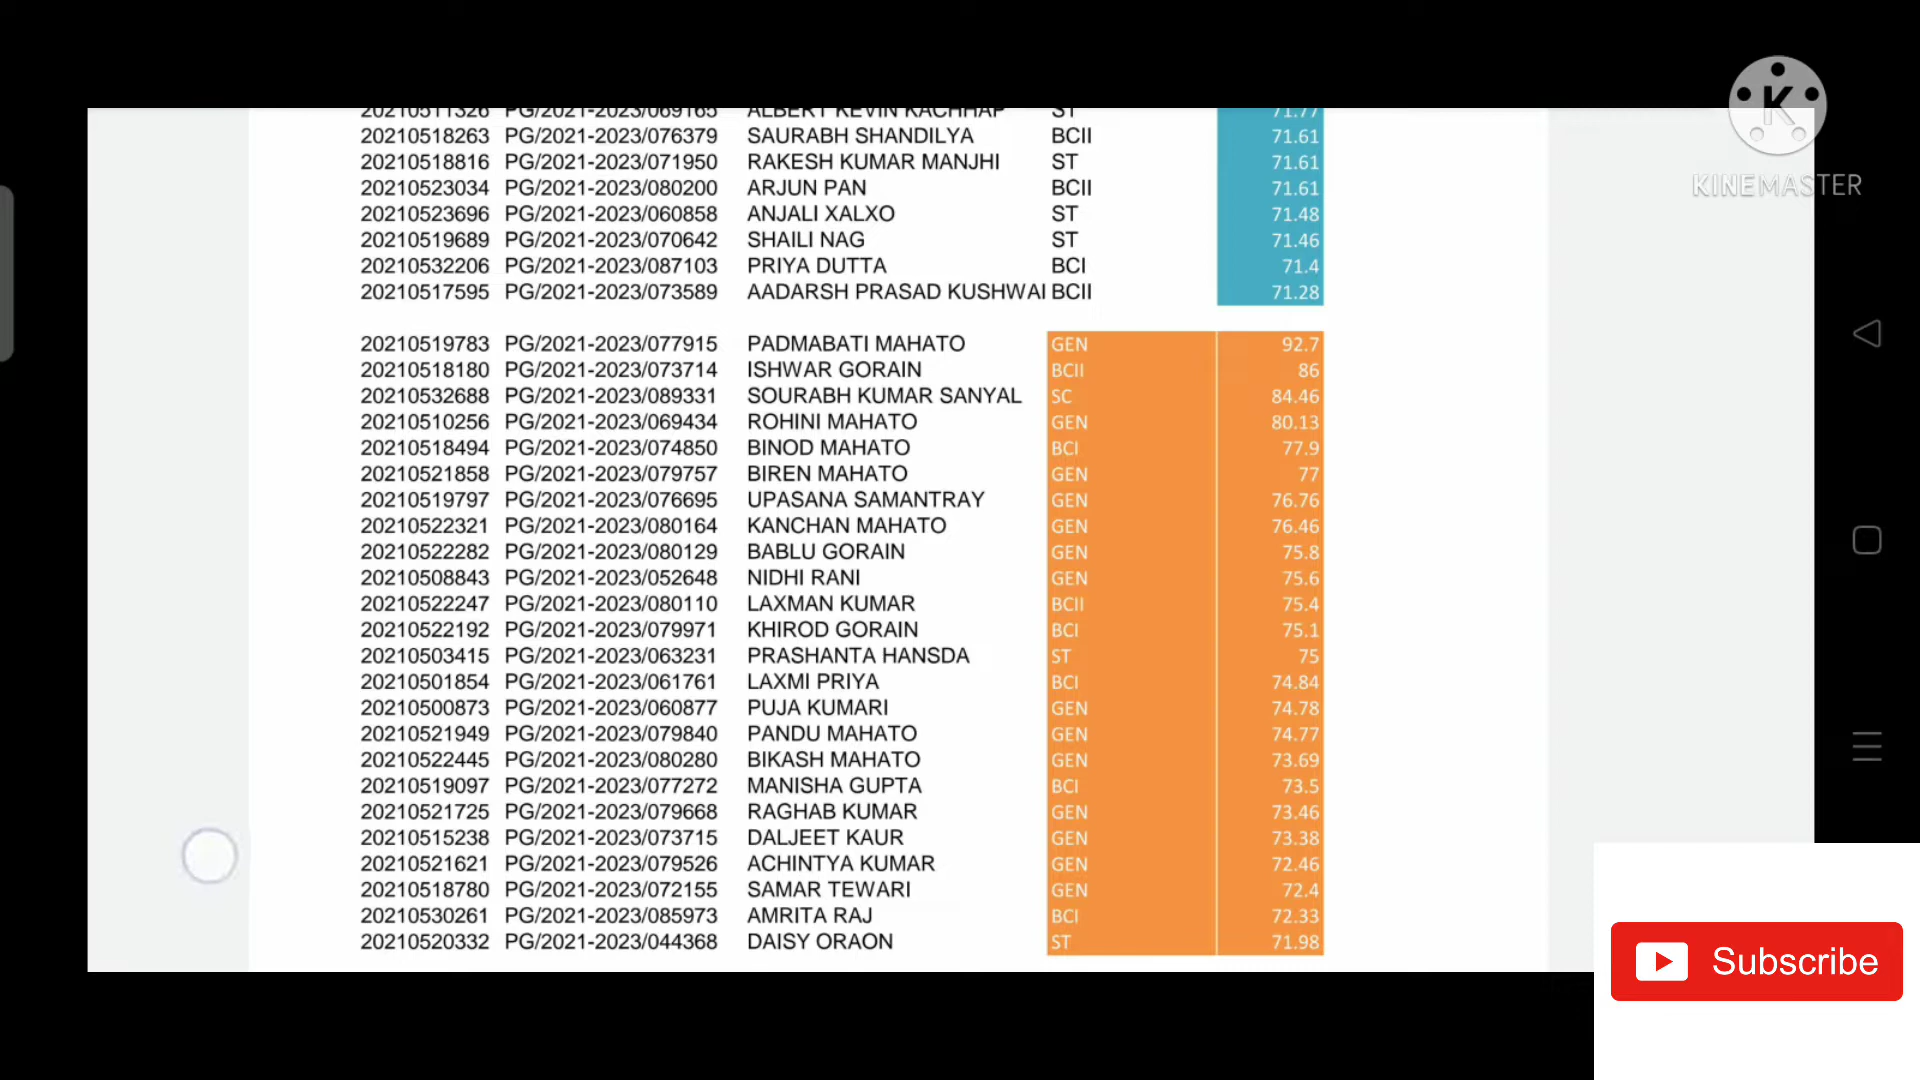 20210511326 PG/2021-2023/069165 ALBERT KEVIN KACHHAP ST 71.77
20210518263 PG/2021-2023/076379 SAURABH SHANDILYA BCII 71.61
20210518816 PG/2021-2023/071950 RAKESH KUMAR MANJHI ST 71.61
20210523034 PG/2021-2023/080200 ARJUN PAN BCII 71.61
20210523696 PG/2021-2023/060858 ANJALI XALXO ST 71.48
20210519689 PG/2021-2023/070642 SHAILI NAG ST 71.46
20210532206 PG/2021-2023/087103 PRIYA DUTTA BCI 71.4
20210517595 PG/2021-2023/073589 AADARSH PRASAD KUSHWAI BCII 71.28
20210519783 PG/2021-2023/077915 PADMABATI MAHATO GEN 92.7
20210518180 PG/2021-2023/073714 ISHWAR GORAIN BCII 86
20210532688 PG/2021-2023/089331 SOURABH KUMAR SANYAL SC 84.46
20210510256 PG/2021-2023/069434 ROHINI MAHATO GEN 80.13
20210518494 PG/2021-2023/074850 BINOD MAHATO BCI 77.9
20210521858 PG/2021-2023/079757 BIREN MAHATO GEN 77
20210519797 PG/2021-2023/076695 UPASANA SAMANTRAY GEN 76.76
20210522321 PG/2021-2023/080164 KANCHAN MAHATO GEN 76.46
20210522282 PG/2021-2023/080129 BABLU GORAIN GEN 75.8
20210508843 PG/2021-2023/052648 NIDHI RANI GEN 75.6
20210522247 PG/2021-2023/080110 LAXMAN KUMAR BCII 75.4
20210522192 PG/2021-2023/079971 KHIROD GORAIN BCI 75.1
20210503415 PG/2021-2023/063231 PRASHANTA HANSDA ST 75
20210501854 PG/2021-2023/061761 LAXMI PRIYA BCI 74.84
20210500873 PG/2021-2023/060877 PUJA KUMARI GEN 74.78
20210521949 PG/2021-2023/079840 PANDU MAHATO GEN 74.77
20210522445 PG/2021-2023/080280 BIKASH MAHATO GEN 73.69
20210519097 PG/2021-2023/077272 MANISHA GUPTA BCI 73.5
20210521725 PG/2021-2023/079668 RAGHAB KUMAR GEN 73.46
20210515238 PG/2021-2023/073715 DALJEET KAUR GEN 73.38
20210521621 PG/2021-2023/079526 ACHINTYA KUMAR GEN 72.46
20210518780 PG/2021-2023/072155 SAMAR TEWARI GEN 72.4
20210530261 PG/2021-2023/085973 AMRITA RAJ BCI 72.33
20210520332 PG/2021-2023/044368 DAISY ORAON ST 71.98
K
KINEMASTER
Subscribe